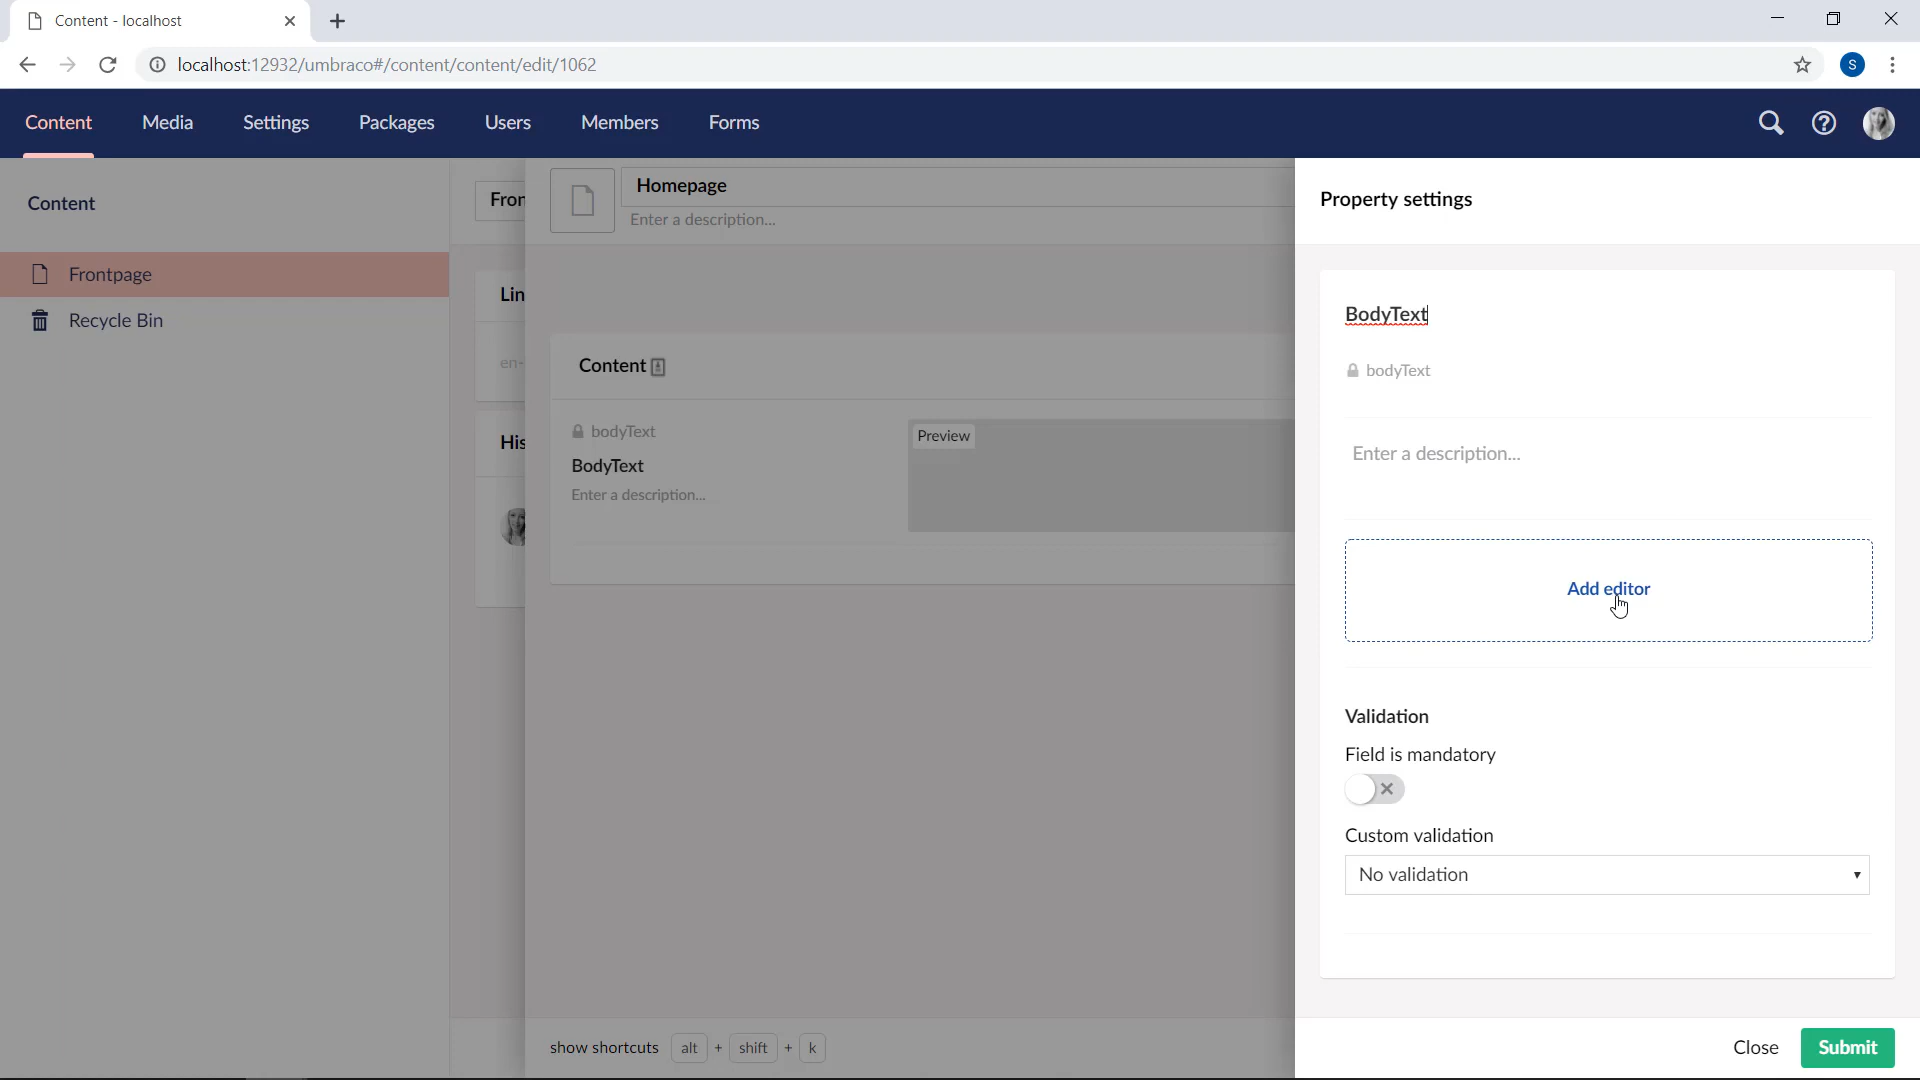 Content - localhost
localhost:12932/umbraco#/content/content/edit/1062
S
Content
Media
Settings
Packages
Users
Members
Forms
Content
Frontpage
Recycle Bin
Fron
Lin
en-
His
Homepage
Enter a description...
Content
bodyText
BodyText
Enter a description...
Preview
show shortcuts alt + shift + k
Property settings
BodyText
bodyText
Enter a description...
Add editor
Validation
Field is mandatory
Custom validation
No validation
Close
Submit